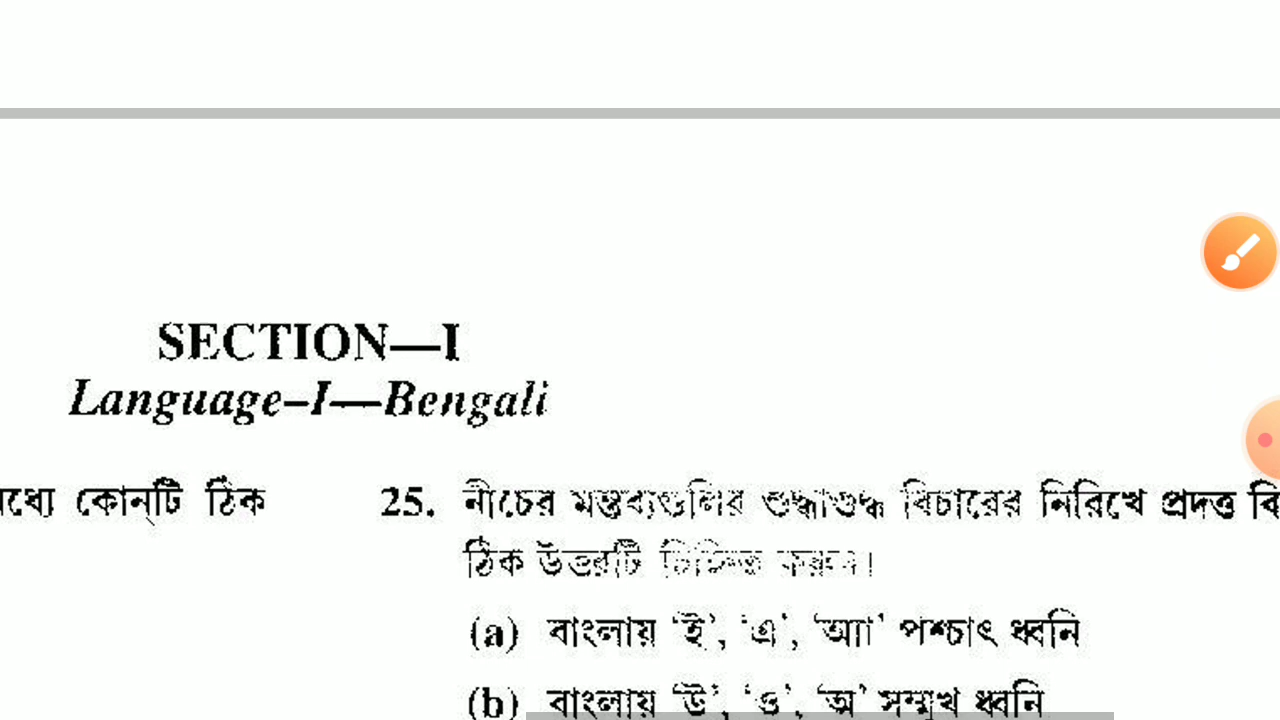 SECTION—I
Language–I—Bengali
কোন্‌টি ঠিক
25. নীচের মন্তব্যগুলির শুদ্ধাশুদ্ধ বিচারের নিরিখে প্রদত্ত
ঠিক উত্তরটি চিহ্নিত করুন।
(a) বাংলায় ‘ই’, ‘এ’, ‘অ্যা’ পশ্চাৎ ধ্বনি
(b) বাংলায় ‘উ’, ‘ও’, ‘অ’ সম্মুখ ধ্বনি